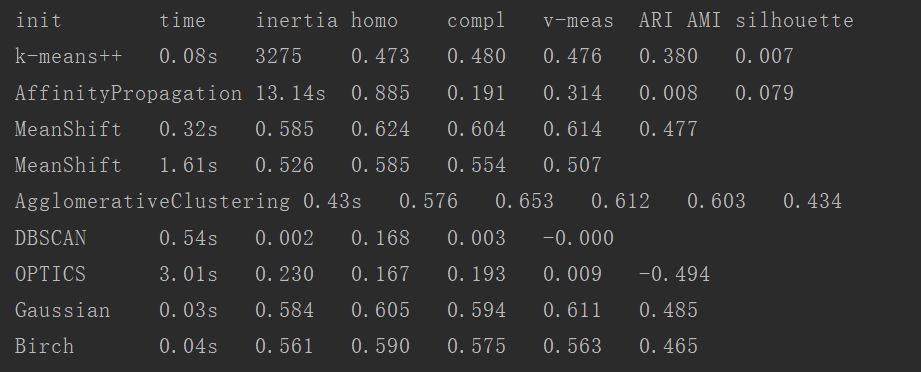 init time inertia homo compl v-meas ARI AMI silhouette
k-means++ 0.08s 3275 0.473 0.480 0.476 0.380 0.007
AffinityPropagation 13.14s 0.885 0.191 0.314 0.008 0.079
MeanShift 0.32s 0.585 0.624 0.604 0.614 0.477
MeanShift 1.61s 0.526 0.585 0.554 0.507
AgglomerativeClustering 0.43s 0.576 0.653 0.612 0.603 0.434
DBSCAN 0.54s 0.002 0.168 0.003 -0.000
OPTICS 3.01s 0.230 0.167 0.193 0.009 -0.494
Gaussian 0.03s 0.584 0.605 0.594 0.611 0.485
Birch 0.04s 0.561 0.590 0.575 0.563 0.465